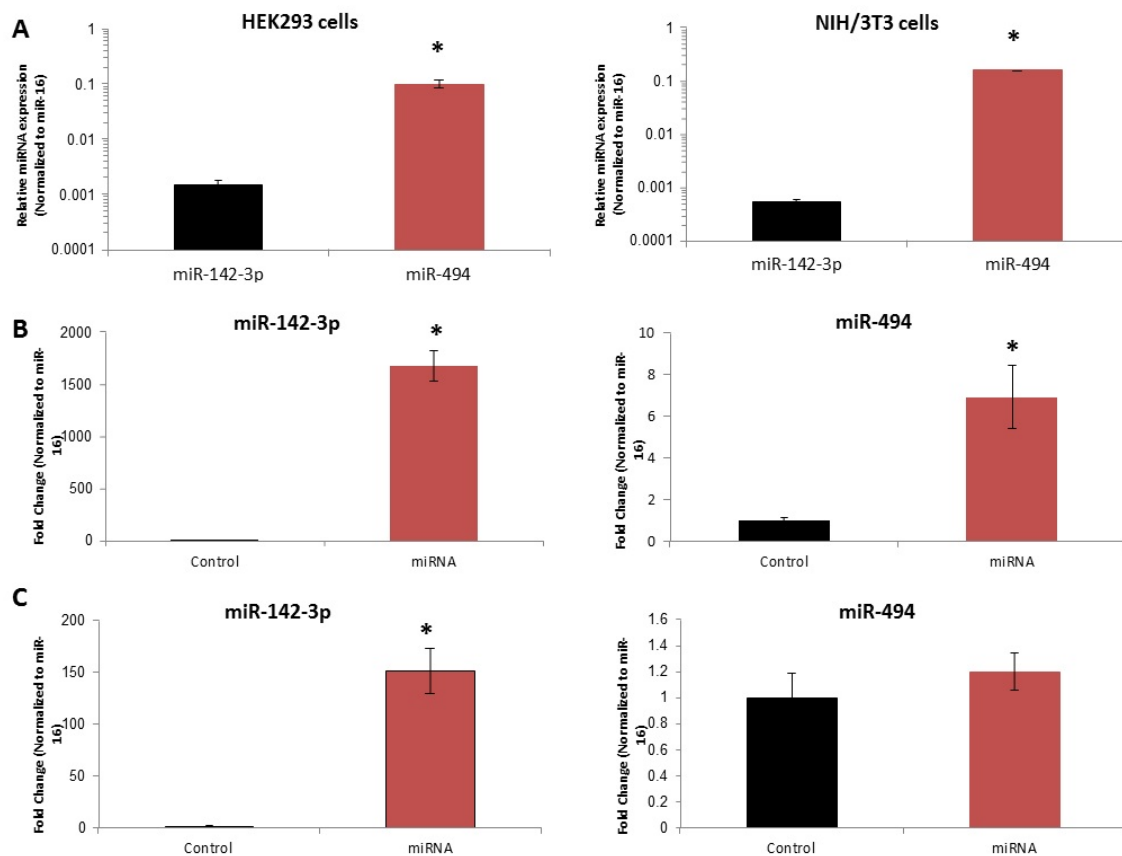 A
HEK293 cells
Relative miRNA expression
(Normalized to miR-16)
1
0.1
0.01
0.001
0.0001
*
miR-142-3p
miR-494
NIH/3T3 cells
Relative miRNA expression
(Normalized to miR-16)
1
0.1
0.01
0.001
0.0001
*
miR-142-3p
miR-494
B
miR-142-3p
Fold Change (Normalized to miR-
16)
2000
1500
1000
500
0
*
Control
miRNA
miR-494
Fold Change (Normalized to miR-
16)
10
8
6
4
2
0
*
Control
miRNA
C
miR-142-3p
Fold Change (Normalized to miR-
16)
200
150
100
50
0
*
Control
miRNA
miR-494
Fold Change (Normalized to miR-
16)
1.6
1.4
1.2
1
0.8
0.6
0.4
0.2
0
Control
miRNA